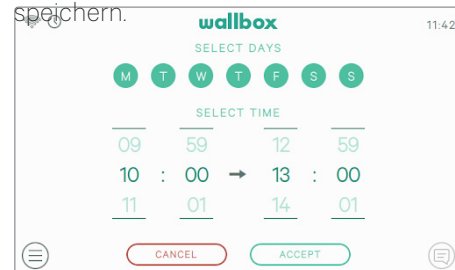 speichern.
wallbox
11:42
SELECT DAYS
M T W T F S S
SELECT TIME
09 59 12 59
10 : 00 → 13 : 00
11 01 14 01
CANCEL ACCEPT